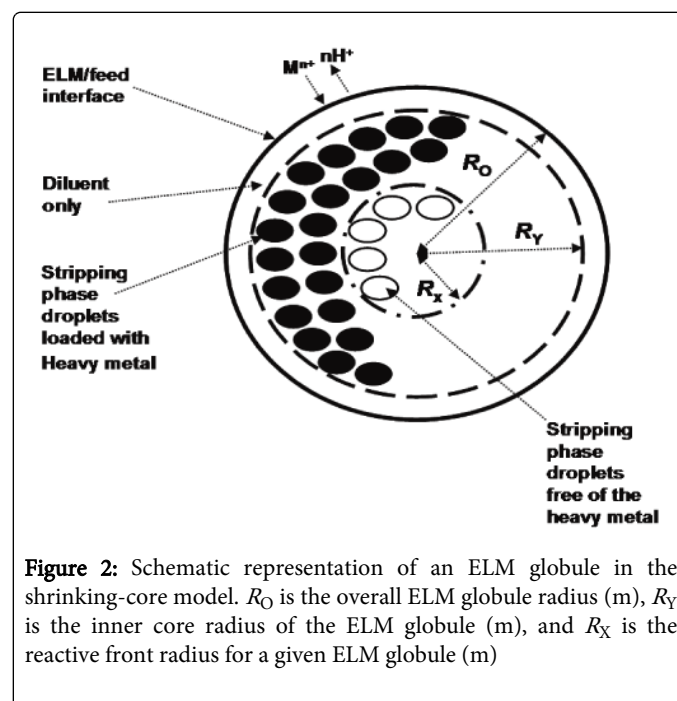 ELM/feed
interface
Mⁿ⁺ nH⁺
Diluent
only
Stripping
phase
droplets
loaded with
Heavy metal
R_O
R_Y
R_x
Stripping
phase
droplets
free of the
heavy metal
Figure 2: Schematic representation of an ELM globule in the
shrinking-core model. R_O is the overall ELM globule radius (m), R_Y
is the inner core radius of the ELM globule (m), and R_X is the
reactive front radius for a given ELM globule (m)